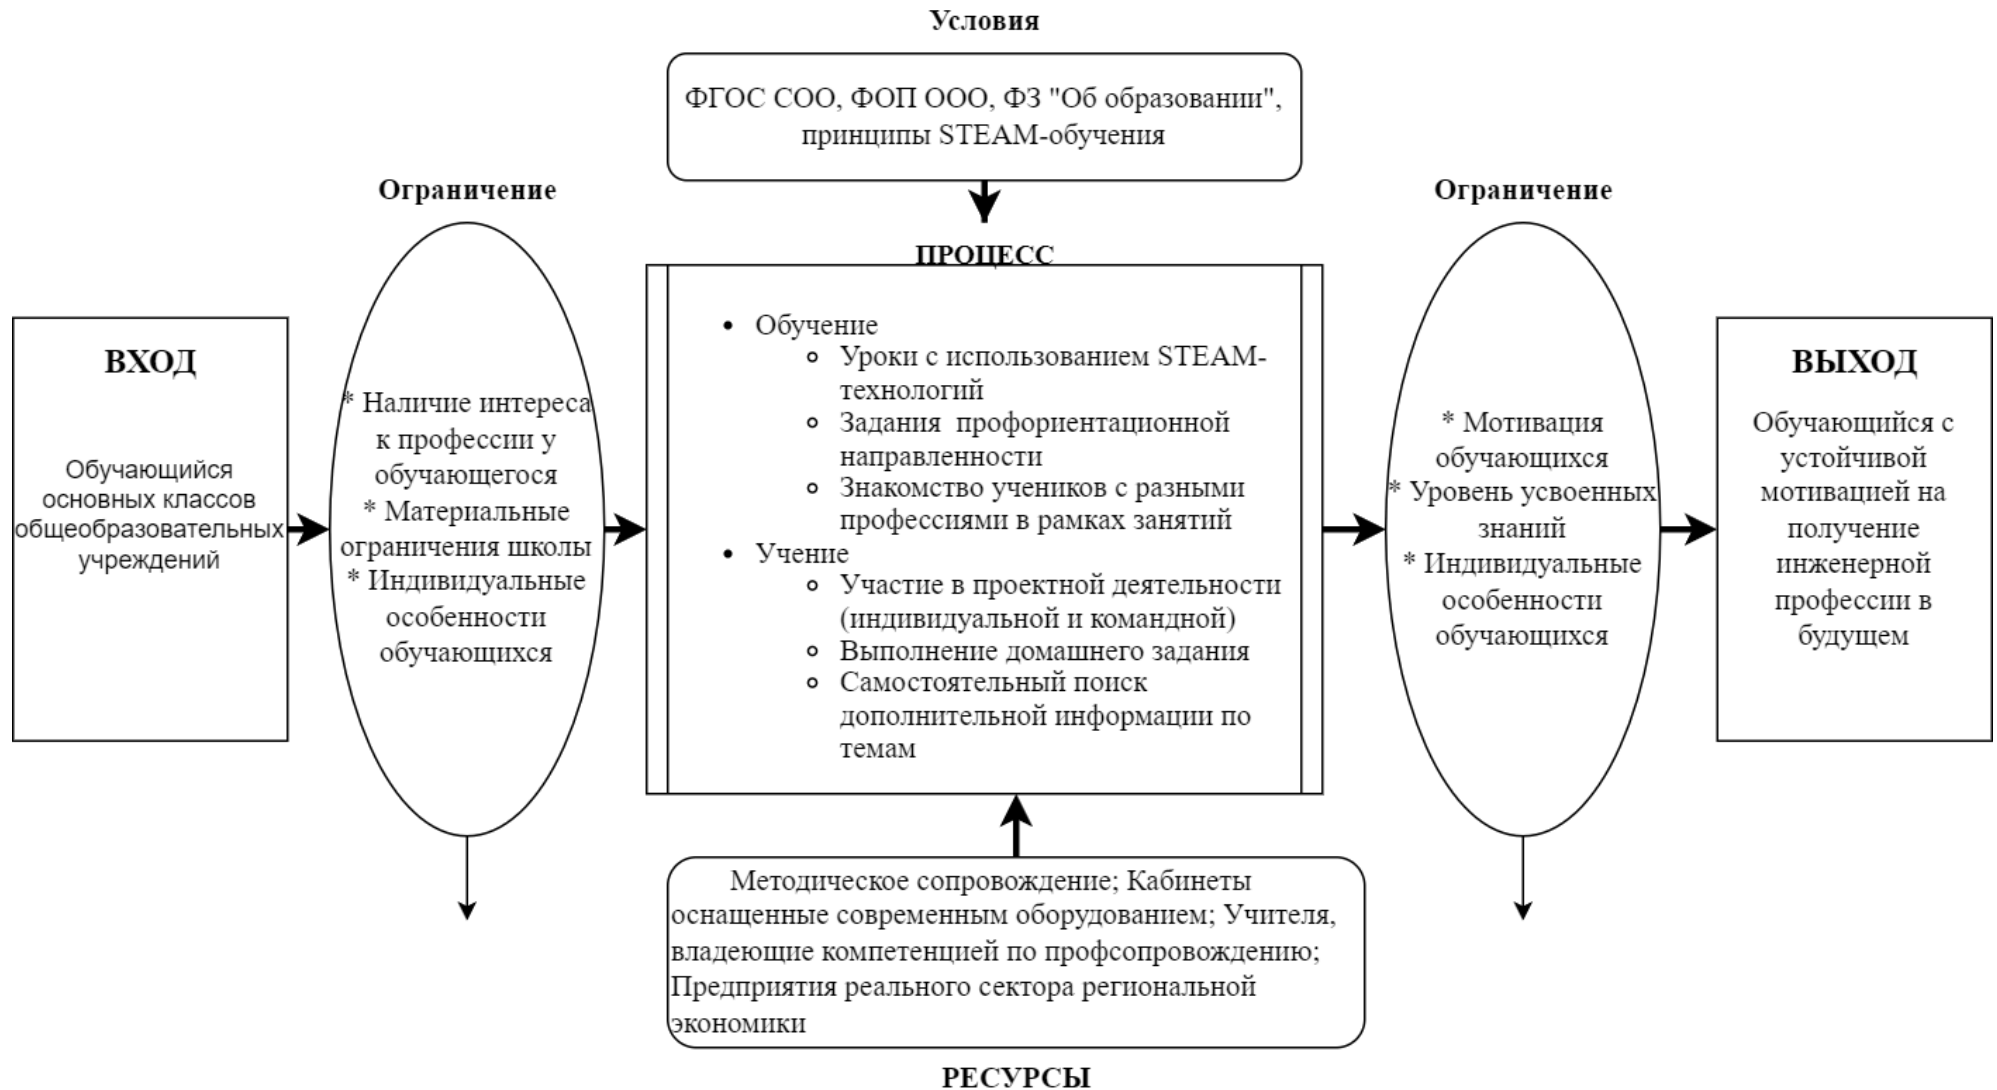 Условия
ФГОС СОО, ФОП ООО, ФЗ "Об образовании",
принципы STEAM-обучения
Ограничение
Ограничение
ПРОЦЕСС
ВХОД
Обучающийся
основных классов
общеобразовательных
учреждений
* Наличие интереса
к профессии у
обучающегося
* Материальные
ограничения школы
* Индивидуальные
особенности
обучающихся
• Обучение
Уроки с использованием STEAM-
технологий
Задания профориентационной
направленности
Знакомство учеников с разными
профессиями в рамках занятий
• Учение
Участие в проектной деятельности
(индивидуальной и командной)
Выполнение домашнего задания
Самостоятельный поиск
дополнительной информации по
темам
* Мотивация
обучающихся
* Уровень усвоенных
знаний
* Индивидуальные
особенности
обучающихся
ВЫХОД
Обучающийся с
устойчивой
мотивацией на
получение
инженерной
профессии в
будущем
Методическое сопровождение; Кабинеты
оснащенные современным оборудованием; Учителя,
владеющие компетенцией по профсопровождению;
Предприятия реального сектора региональной
экономики
РЕСУРСЫ